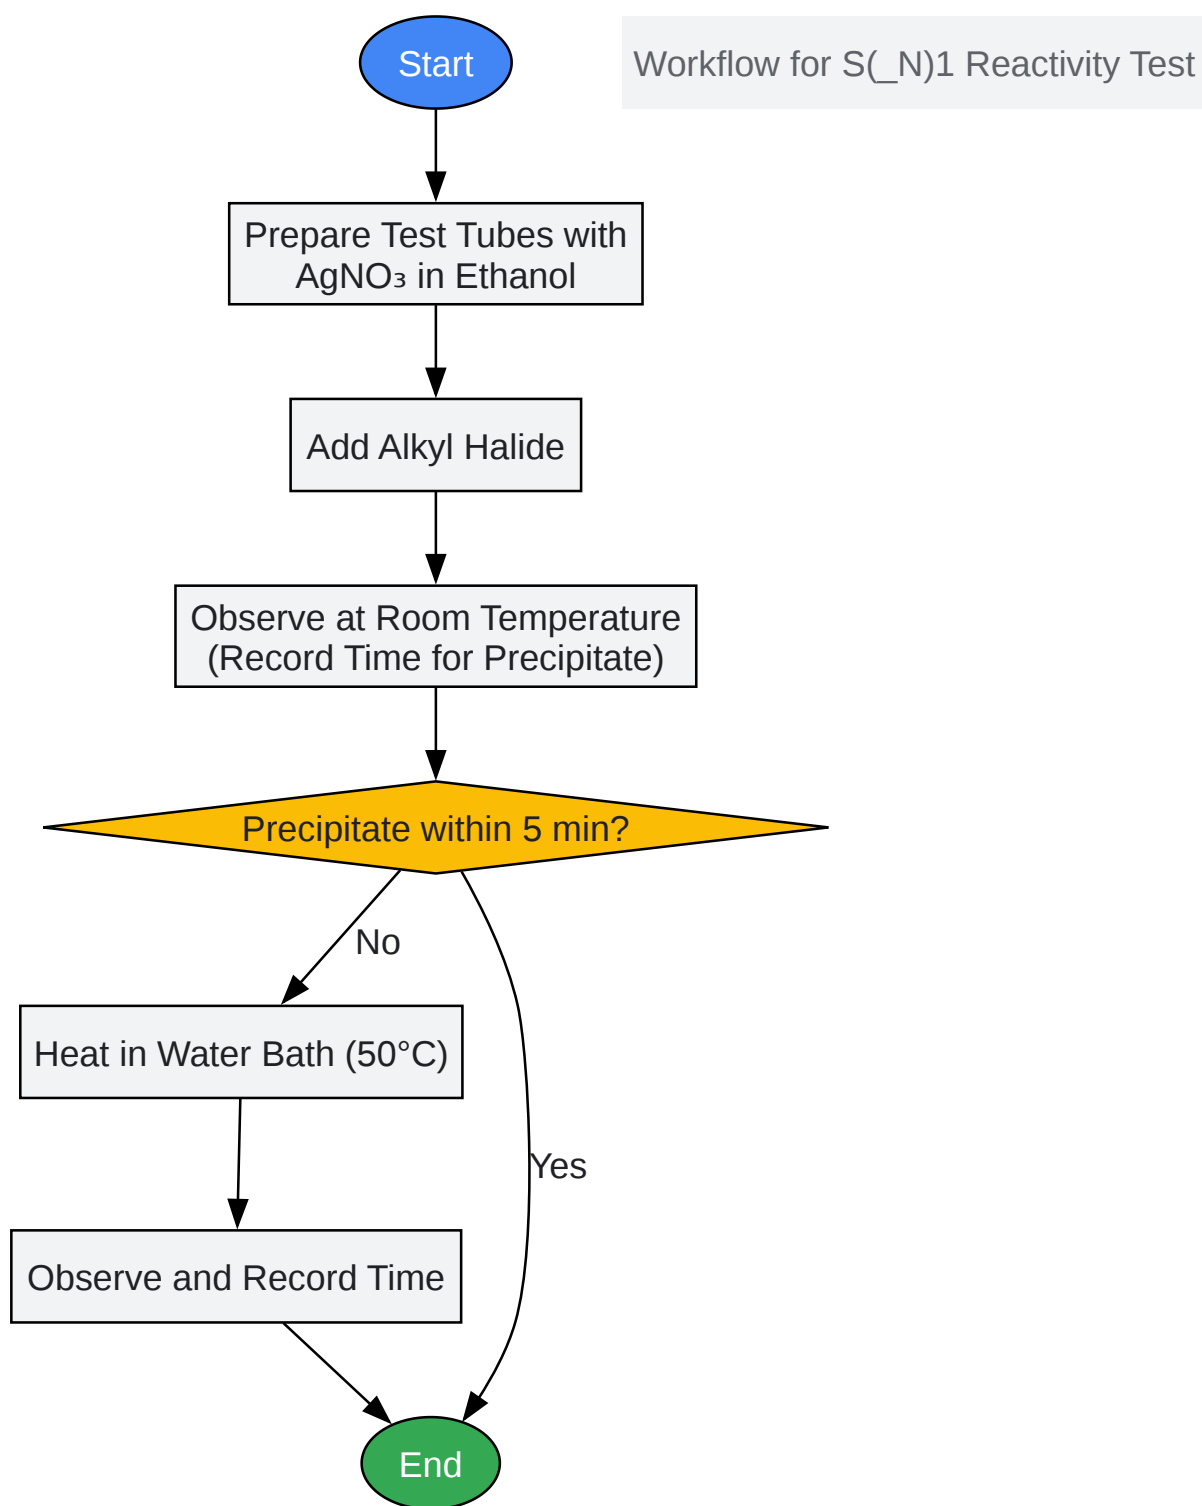 Start
Workflow for S(_N)1 Reactivity Test
Prepare Test Tubes with
AgNO₃ in Ethanol
Add Alkyl Halide
Observe at Room Temperature
(Record Time for Precipitate)
Precipitate within 5 min?
No
Heat in Water Bath (50°C)
Yes
Observe and Record Time
End